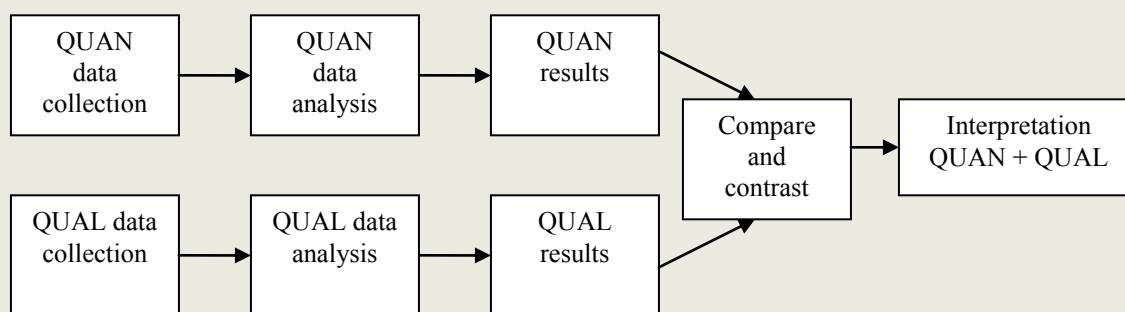 QUAN
data
collection
QUAN
data
analysis
QUAN
results
Compare
and
contrast
Interpretation
QUAN + QUAL
QUAL data
collection
QUAL data
analysis
QUAL
results